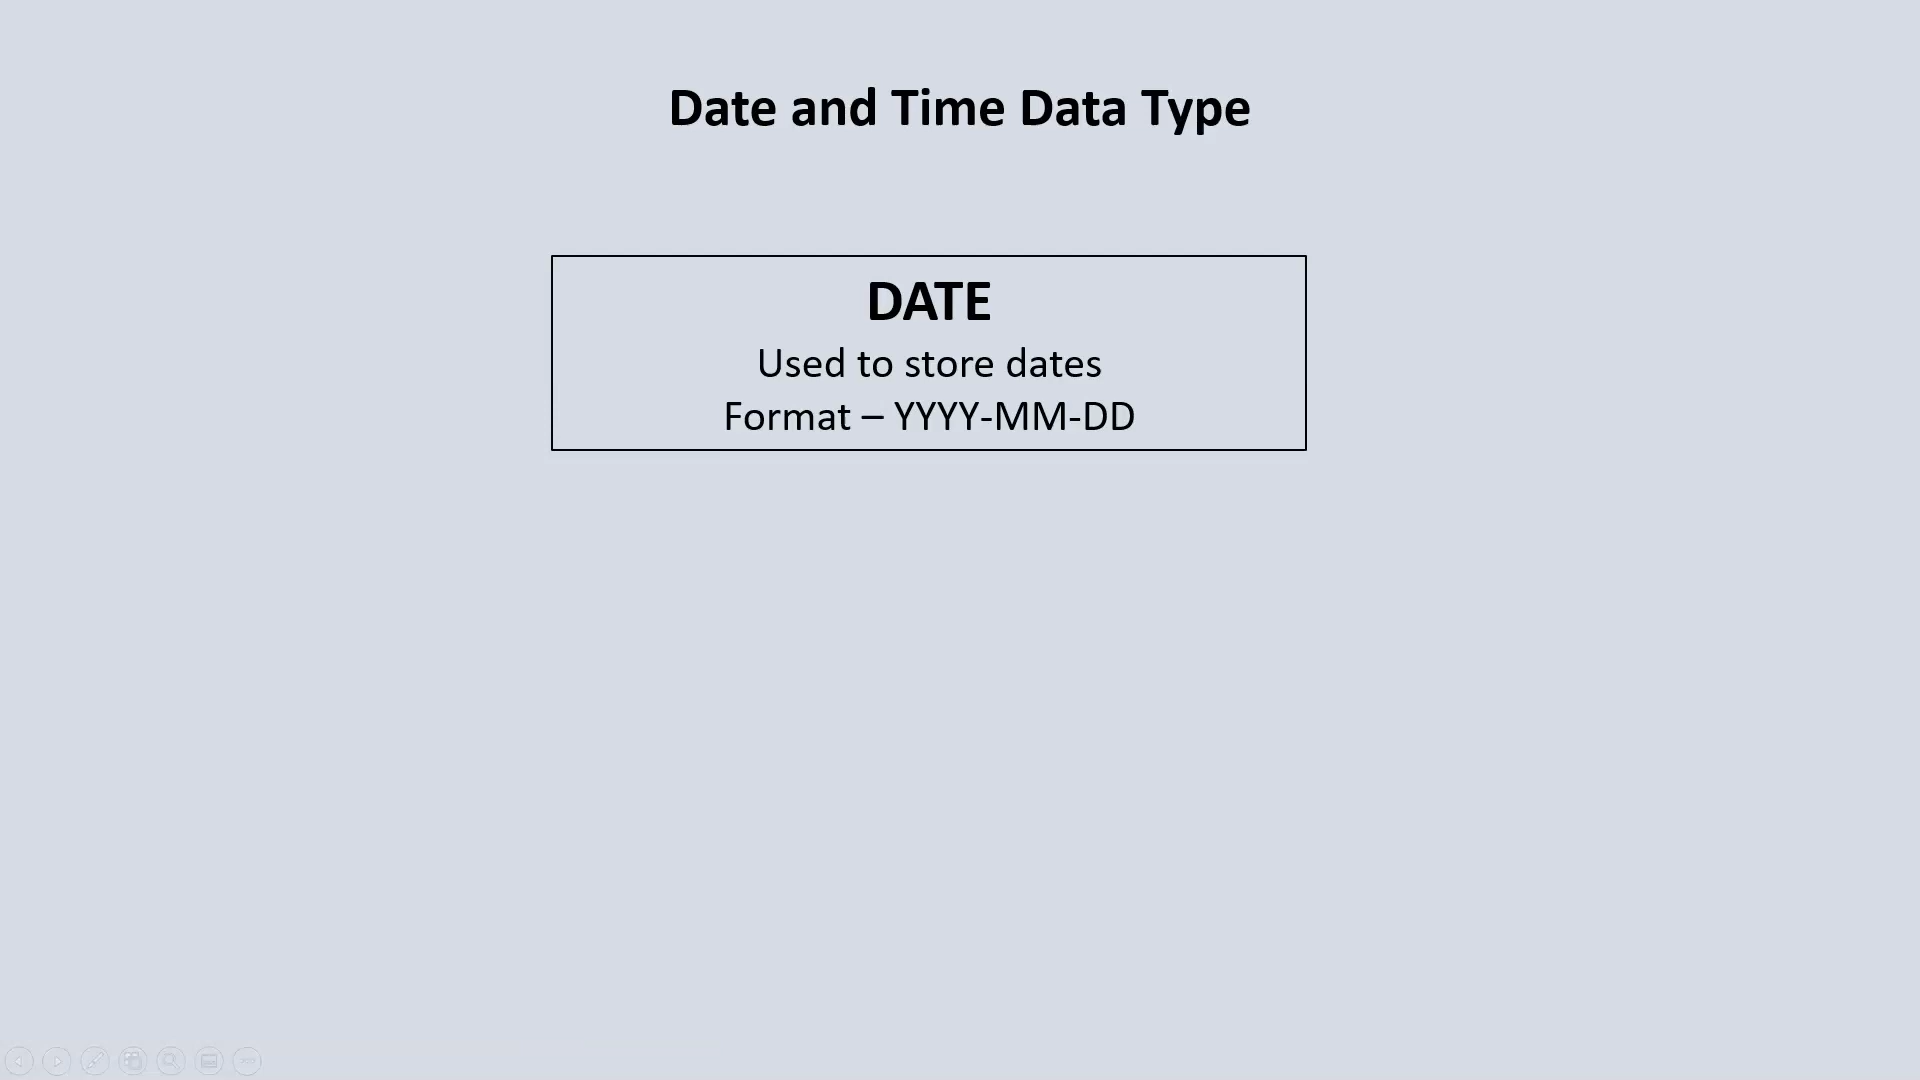 Date and Time Data Type
DATE
Used to store dates
Format – YYYY-MM-DD